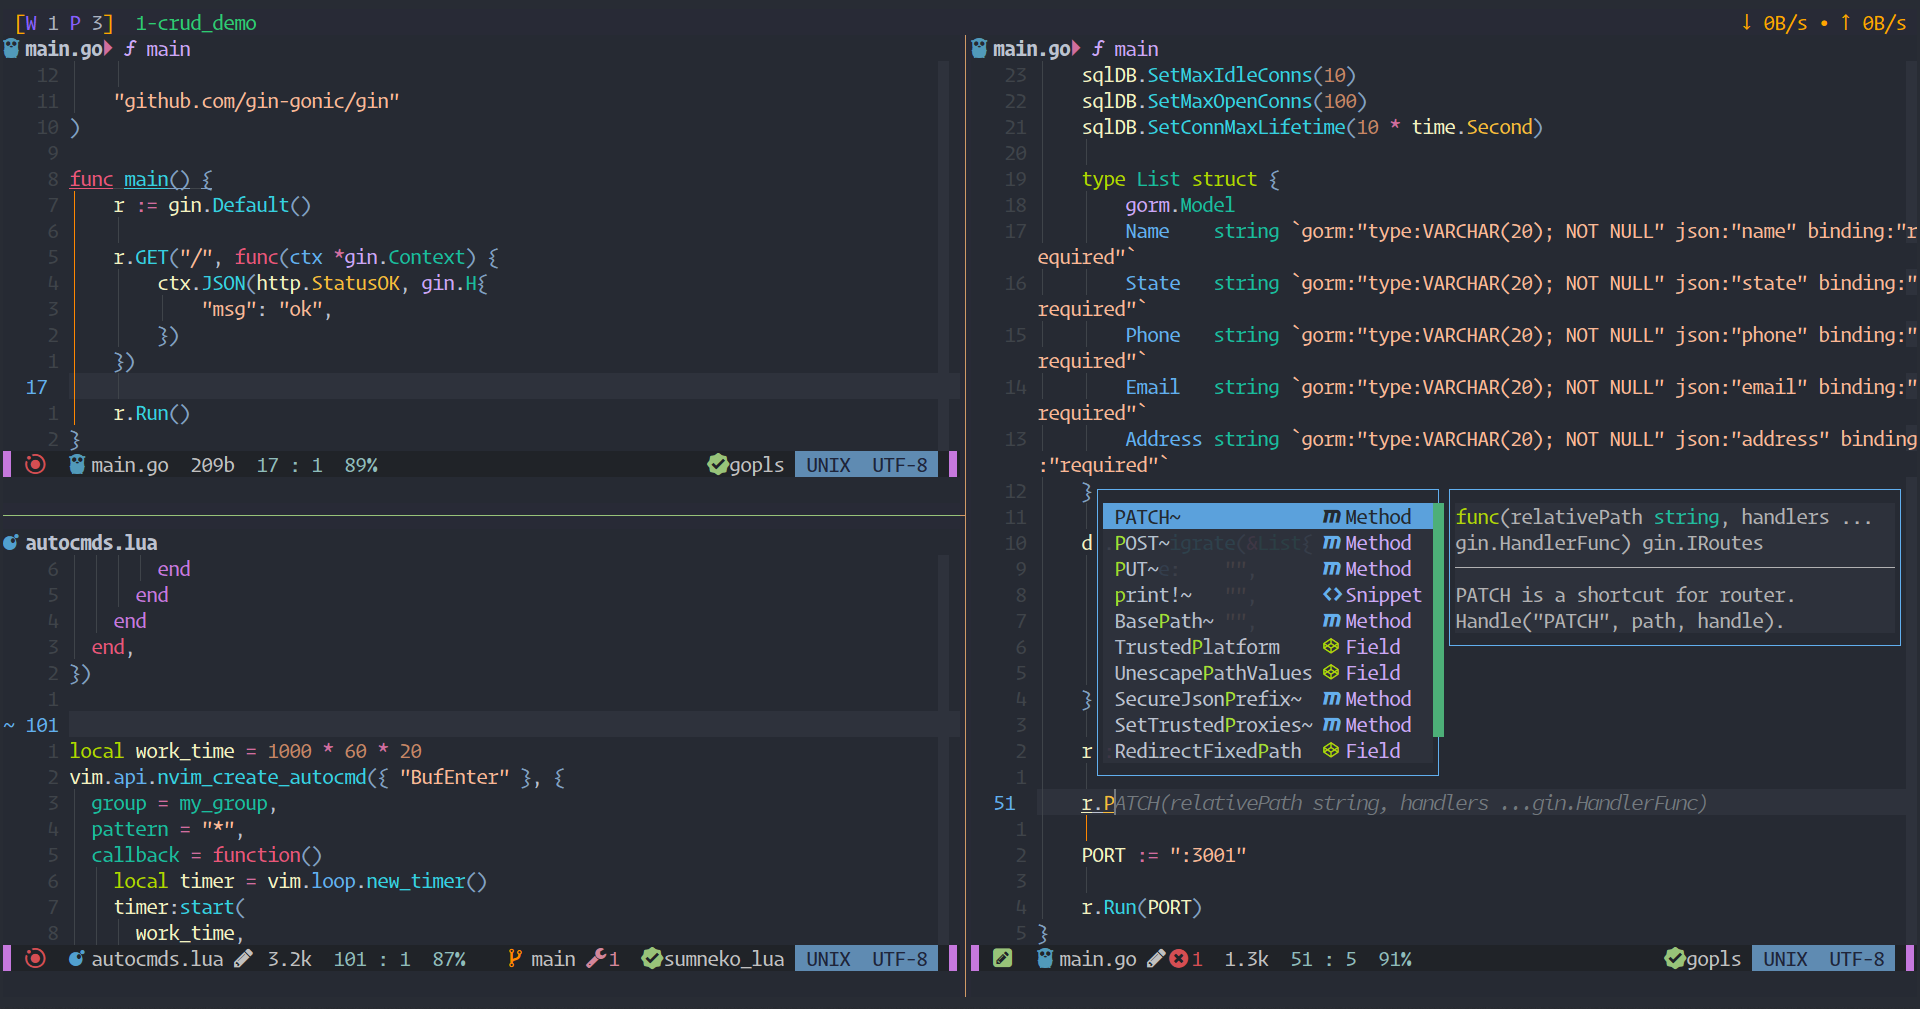 [W 1 P 3]  1-crud_demo
↓ 0B/s • ↑ 0B/s
main.go ƒ main
12
11 "github.com/gin-gonic/gin"
10 )
9
8 func main() {
7 r := gin.Default()
6
5 r.GET("/", func(ctx *gin.Context) {
4 ctx.JSON(http.StatusOK, gin.H{
3 "msg": "ok",
2 })
1 })
17
1 r.Run()
2 }
main.go 209b 17 : 1 89% gopls UNIX UTF-8
autocmds.lua
6 end
5 end
4 end
3 end,
2 })
1
~ 101
1 local work_time = 1000 * 60 * 20
2 vim.api.nvim_create_autocmd({ "BufEnter" }, {
3 group = my_group,
4 pattern = "*",
5 callback = function()
6 local timer = vim.loop.new_timer()
7 timer:start(
8 work_time,
autocmds.lua 3.2k 101 : 1 87% main 1 sumneko_lua UNIX UTF-8
main.go ƒ main
23 sqlDB.SetMaxIdleConns(10)
22 sqlDB.SetMaxOpenConns(100)
21 sqlDB.SetConnMaxLifetime(10 * time.Second)
20
19 type List struct {
18 gorm.Model
17 Name string `gorm:"type:VARCHAR(20); NOT NULL" json:"name" binding:"r
equired"`
16 State string `gorm:"type:VARCHAR(20); NOT NULL" json:"state" binding:"
required"`
15 Phone string `gorm:"type:VARCHAR(20); NOT NULL" json:"phone" binding:"
required"`
14 Email string `gorm:"type:VARCHAR(20); NOT NULL" json:"email" binding:"
required"`
13 Address string `gorm:"type:VARCHAR(20); NOT NULL" json:"address" binding
:"required"`
12 }
11 PATCH~ m Method
10 d POST~ igrate(&List{ m Method
9 PUT~ e: "", m Method
8 print!~ "", <> Snippet
7 BasePath~ "", m Method
6 TrustedPlatform Field
5 UnescapePathValues Field
4 } SecureJsonPrefix~ m Method
3 SetTrustedProxies~ m Method
2 r RedirectFixedPath Field
1
func(relativePath string, handlers ...
gin.HandlerFunc) gin.IRoutes
PATCH is a shortcut for router.
Handle("PATCH", path, handle).
51 r.PATCH(relativePath string, handlers ...gin.HandlerFunc)
1
2 PORT := ":3001"
3
4 r.Run(PORT)
5 }
main.go 1 1.3k 51 : 5 91% gopls UNIX UTF-8